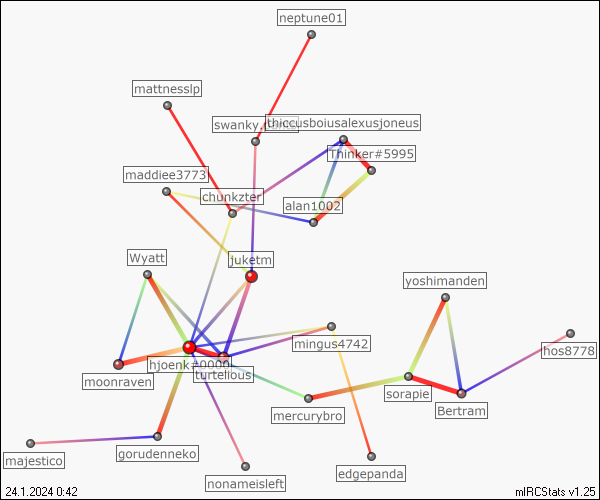 neptune01
mattnesslp
swanky.
thiccusboiusalexusjoneus
Thinker#5995
maddiee3773
chunkzter
alan1002
juketm
Wyatt
yoshimanden
hjoenk#0000
turtelious
mingus4742
hos8778
moonraven
sorapie
Bertram
mercurybro
majestico
gorudenneko
nonameisleft
edgepanda
24.1.2024 0:42
mIRCStats v1.25